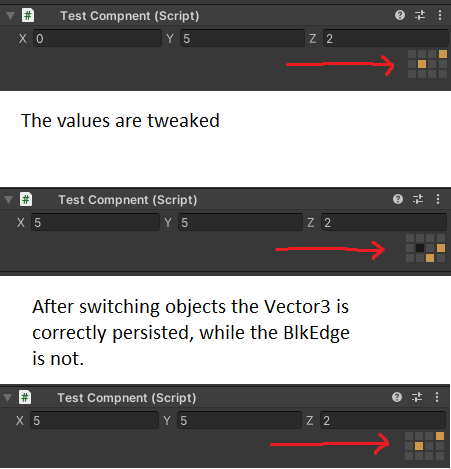 # Test Compnent (Script)
X 0 Y 5 Z 2
The values are tweaked
# Test Compnent (Script)
X 5 Y 5 Z 2
After switching objects the Vector3 is
correctly persisted, while the BlkEdge
is not.
# Test Compnent (Script)
X 5 Y 5 Z 2